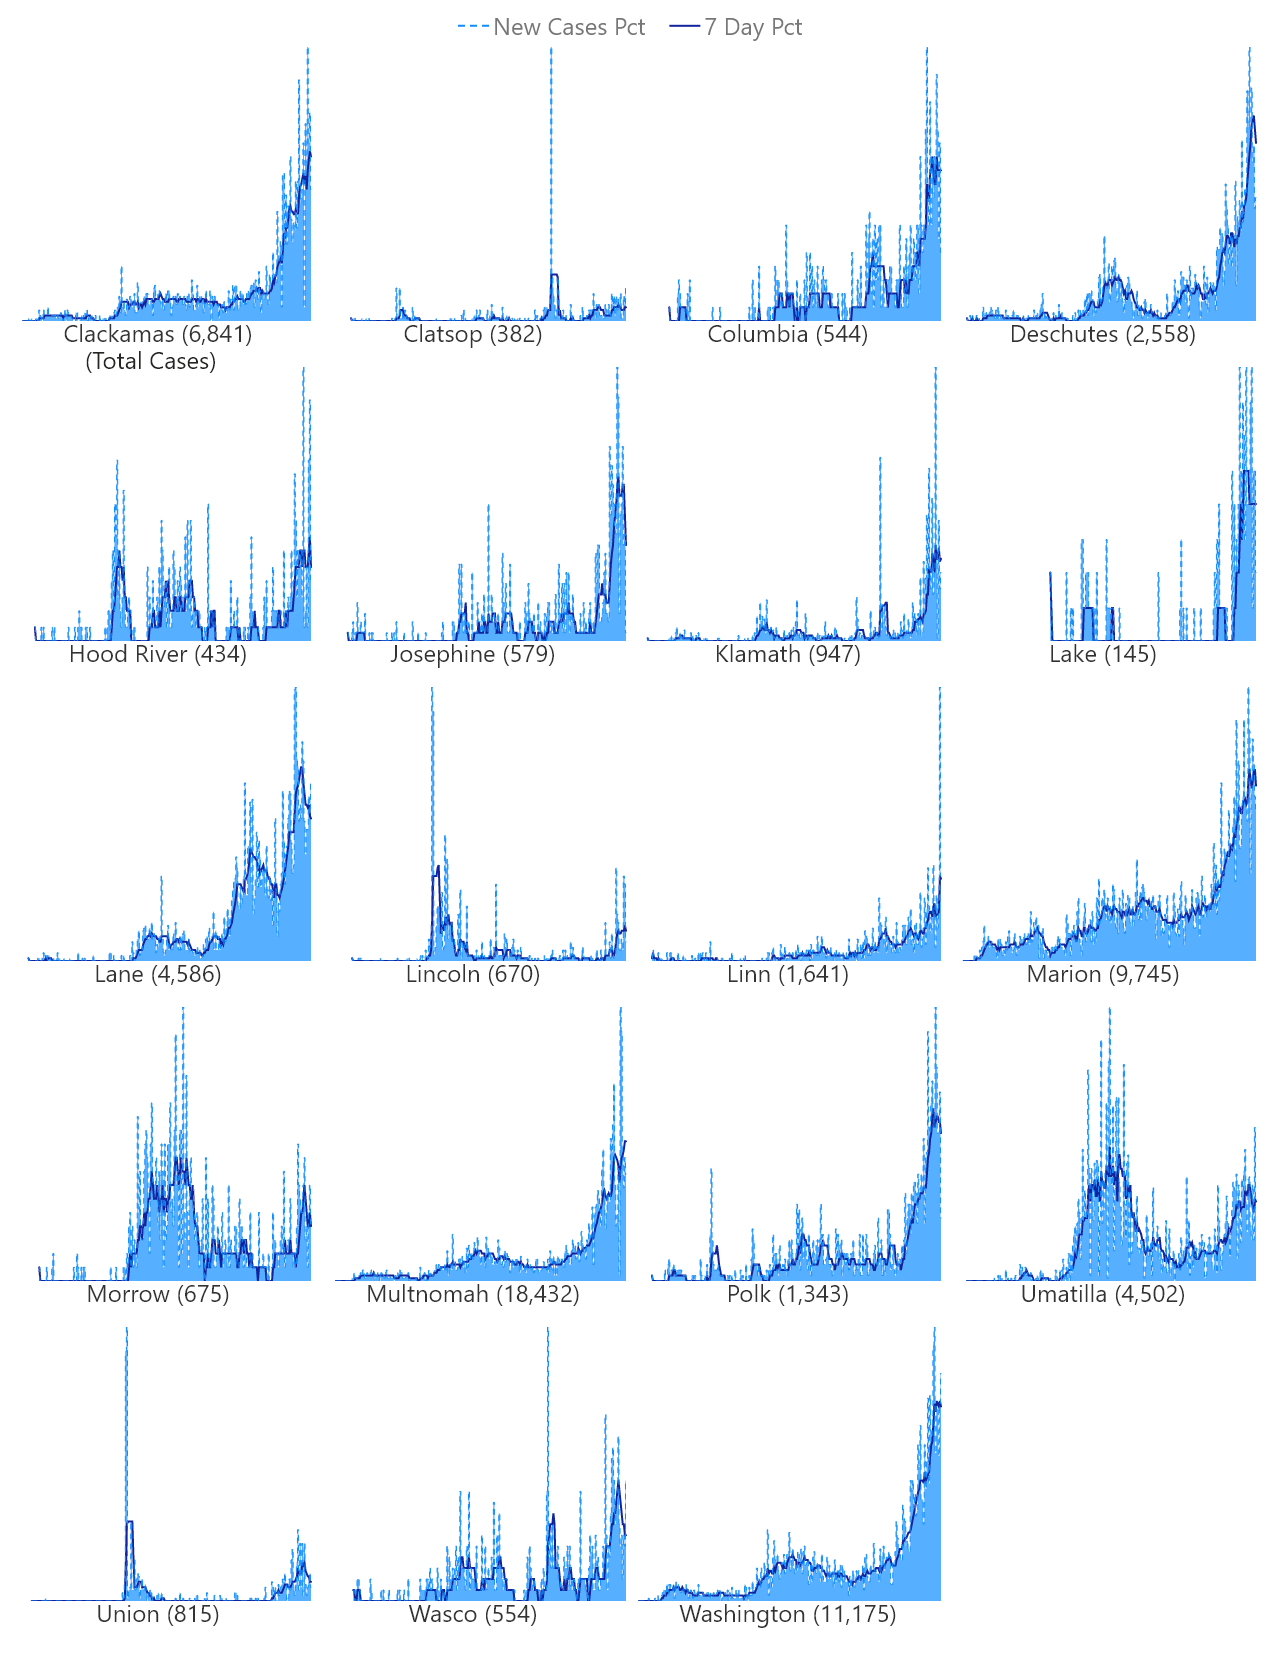 New Cases Pct 7 Day Pct
Clackamas (6,841) Clatsop (382) Columbia (544) Deschutes (2,558)
(Total Cases)
Hood River (434) Josephine (579) Klamath (947) Lake (145)
Lane (4,586) Lincoln (670) Linn (1,641) Marion (9,745)
Morrow (675) Multnomah (18,432) Polk (1,343) Umatilla (4,502)
Union (815) Wasco (554) Washington (11,175)